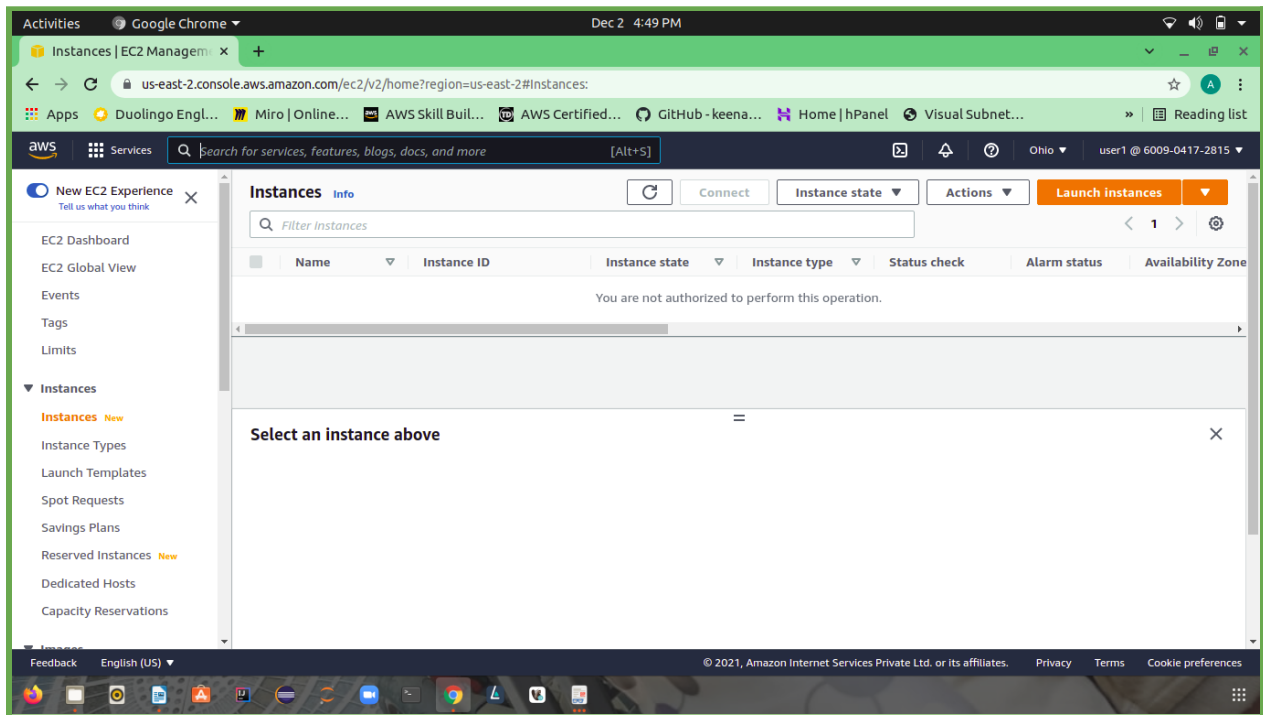 Activities Google Chrome Dec 2 4:49 PM
Instances | EC2 Managem
us-east-2.console.aws.amazon.com/ec2/v2/home?region=us-east-2#Instances:
A
Apps Duolingo Engl... Miro | Online... AWS Skill Buil... AWS Certified... GitHub - keena... Home | hPanel Visual Subnet... » Reading list
aws Services Search for services, features, blogs, docs, and more [Alt+S] Ohio user1 @ 6009-0417-2815
New EC2 Experience
Tell us what you think
EC2 Dashboard
EC2 Global View
Events
Tags
Limits
Instances
Instances New
Instance Types
Launch Templates
Spot Requests
Savings Plans
Reserved Instances New
Dedicated Hosts
Capacity Reservations
Images
Instances Info Connect Instance state Actions Launch instances
Filter instances 1
Name Instance ID Instance state Instance type Status check Alarm status Availability Zone
You are not authorized to perform this operation.
Select an instance above
Feedback English (US) © 2021, Amazon Internet Services Private Ltd. or its affiliates. Privacy Terms Cookie preferences